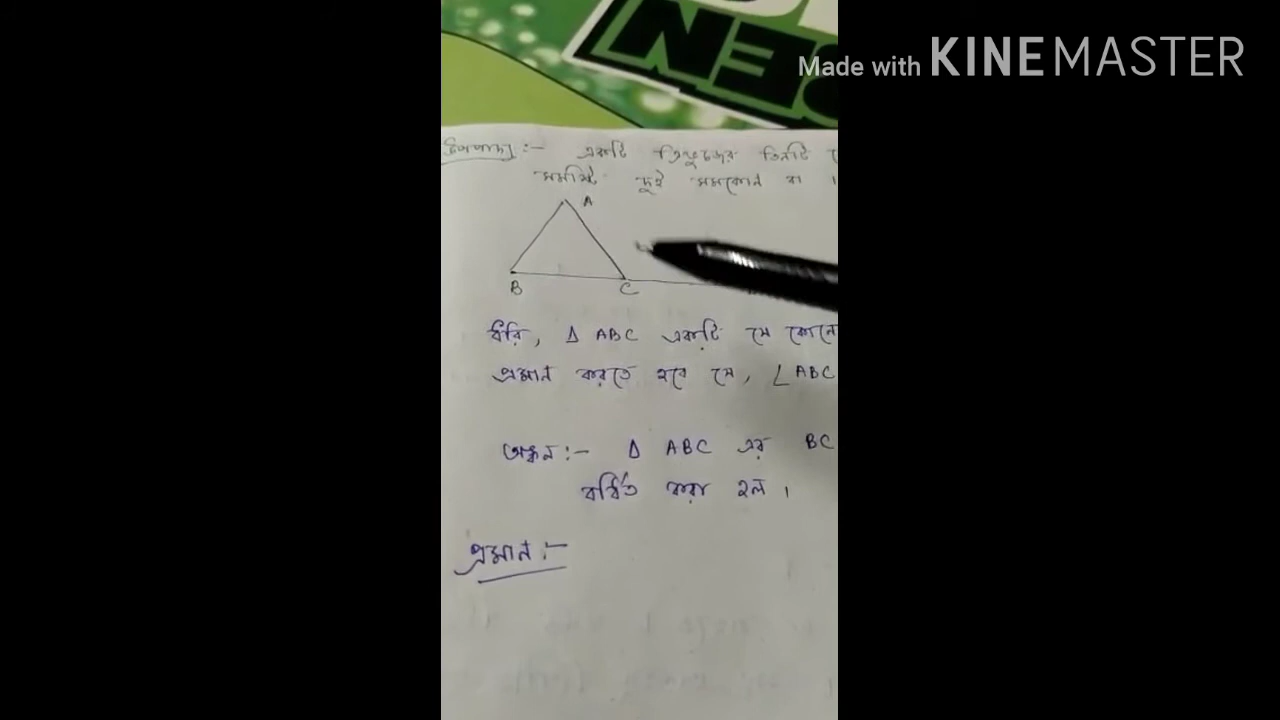 Made with KINEMASTER
উপপাদ্য :- একটি ত্রিভুজের তিনটি
সমষ্টি দুই সমকোন বা
A
B C
ধরি, Δ ABC একটি যে কোনো
প্রমান করতে হবে যে, ∠ABC
অঙ্কন :- Δ ABC এর BC
বর্ধিত করা হল।
প্রমান :-